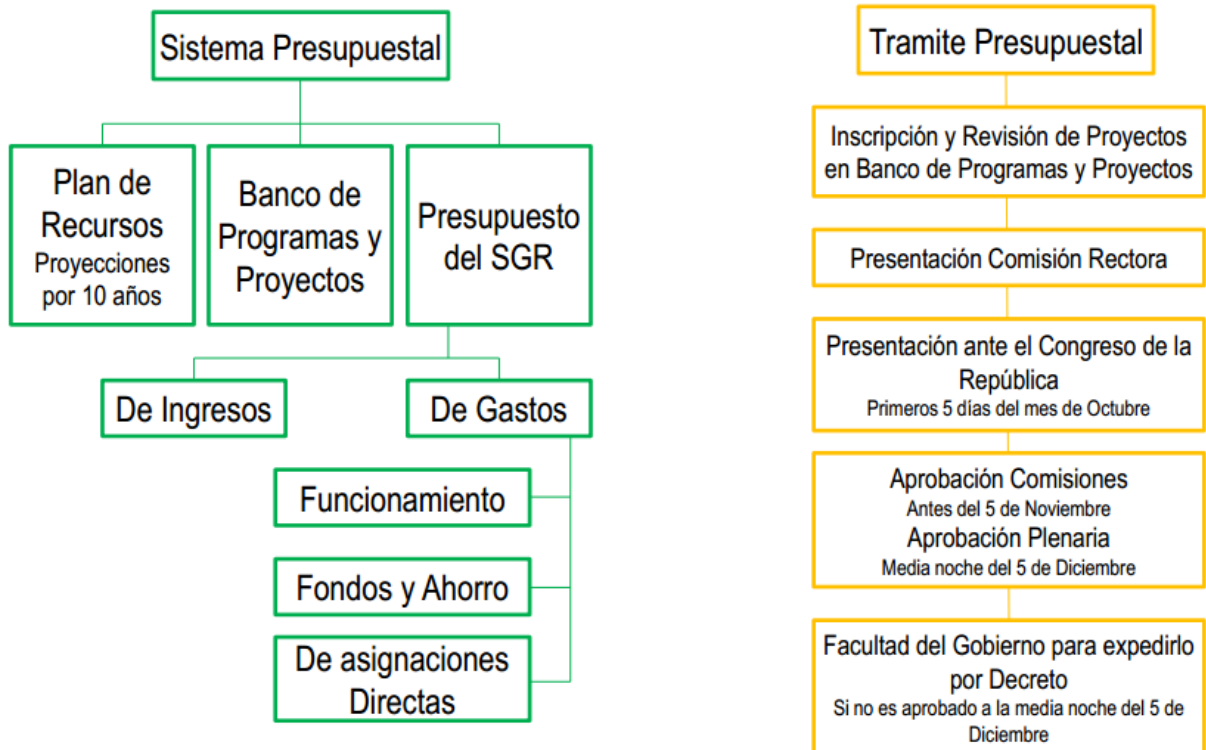 Sistema Presupuestal
Plan de
Recursos
Proyecciones
por 10 años
Banco de
Programas y
Proyectos
Presupuesto
del SGR
De Ingresos
De Gastos
Funcionamiento
Fondos y Ahorro
De asignaciones
Directas
Tramite Presupuestal
Inscripción y Revisión de Proyectos
en Banco de Programas y Proyectos
Presentación Comisión Rectora
Presentación ante el Congreso de la
República
Primeros 5 días del mes de Octubre
Aprobación Comisiones
Antes del 5 de Noviembre
Aprobación Plenaria
Media noche del 5 de Diciembre
Facultad del Gobierno para expedirlo
por Decreto
Si no es aprobado a la media noche del 5 de
Diciembre